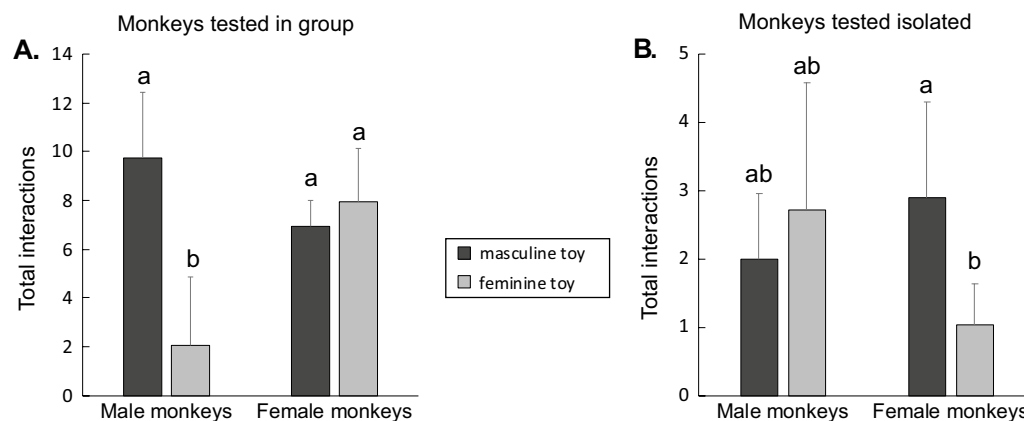 Monkeys tested in group
A.
14
12
10
8
6
4
2
0
Total interactions
a
b
a
a
Male monkeys
Female monkeys
masculine toy
feminine toy
Monkeys tested isolated
B.
5
4
3
2
1
0
Total interactions
ab
ab
a
b
Male monkeys
Female monkeys